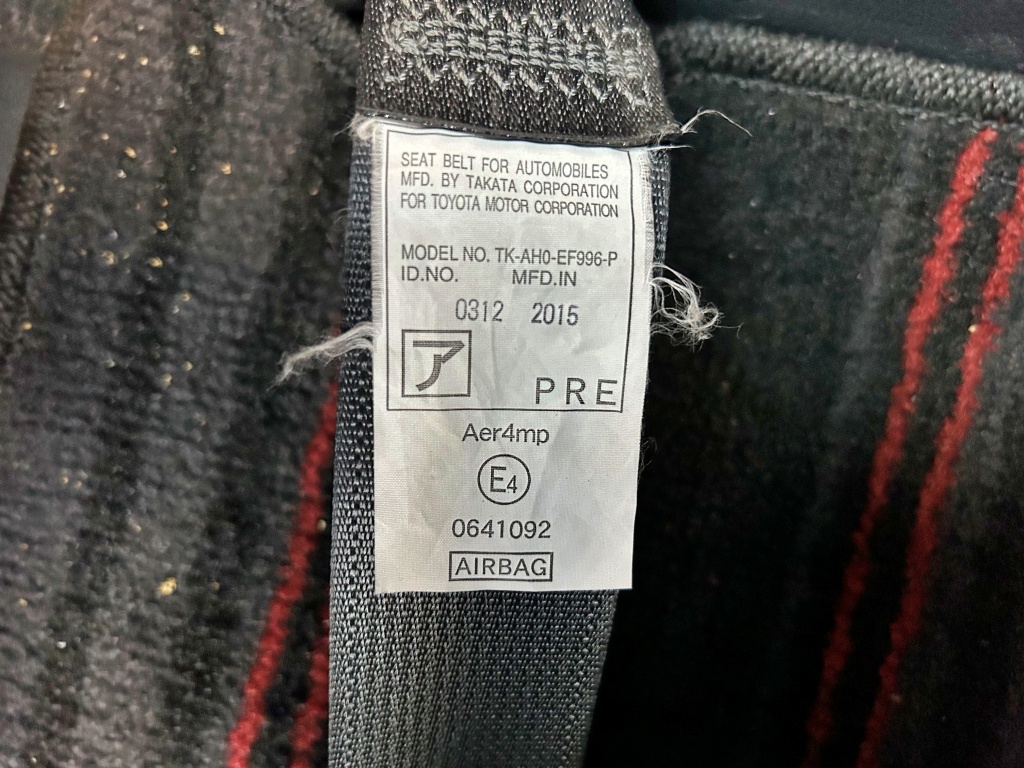 SEAT BELT FOR AUTOMOBILES
MFD. BY TAKATA CORPORATION
FOR TOYOTA MOTOR CORPORATION
MODEL NO. TK-AH0-EF996-P
ID.NO. MFD.IN
0312 2015
ア
PRE
Aer4mp
E4
0641092
AIRBAG